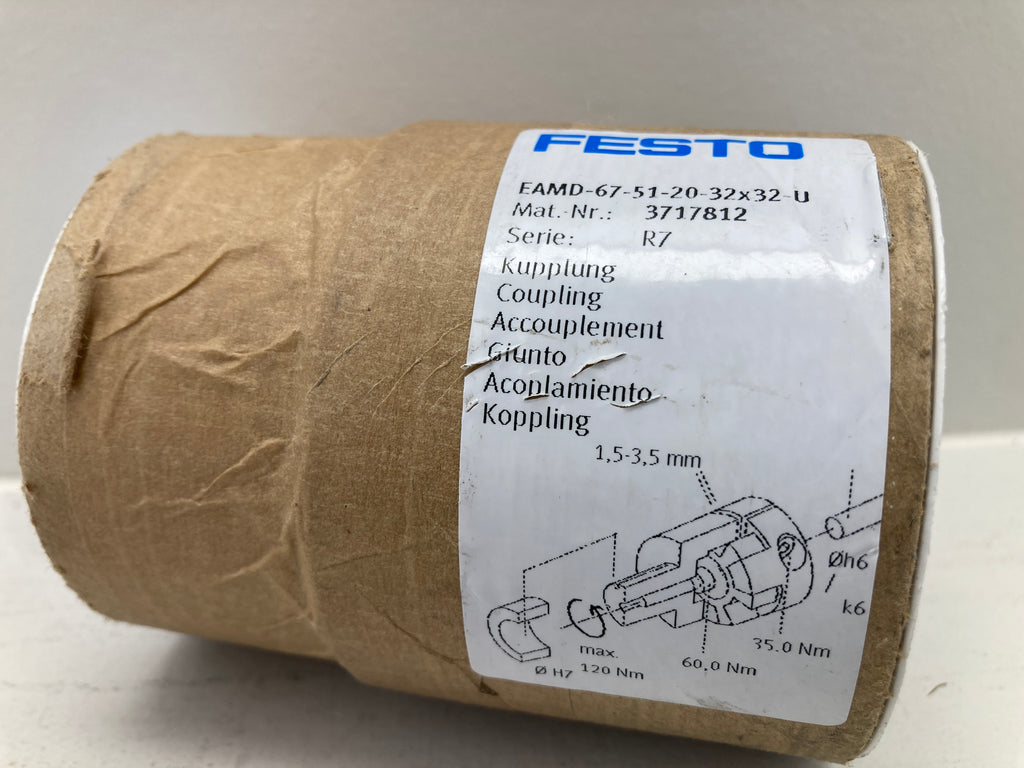 FESTO
EAMD-67-51-20-32x32-U
Mat.-Nr.: 3717812
Serie: R7
Kupplung
Coupling
Accouplement
Giunto
Acoplamiento
Koppling
1,5-3,5 mm
Øh6
/
k6
35.0 Nm
60,0 Nm
max.
120 Nm
Ø H7